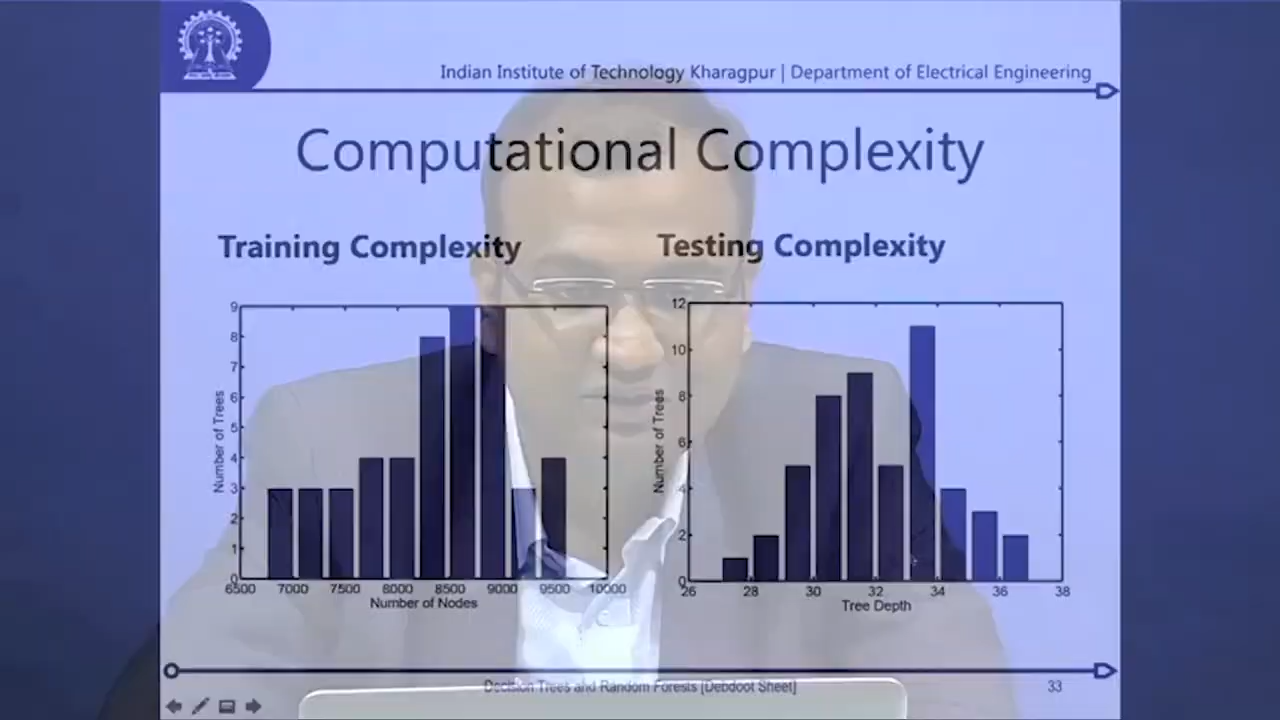 Indian Institute of Technology Kharagpur | Department of Electrical Engineering
Computational Complexity
Training Complexity
Testing Complexity
Number of Trees
9
8
7
6
5
4
3
2
1
0
6500 7000 7500 8000 8500 9000 9500 10000
Number of Nodes
Number of Trees
12
10
8
6
4
2
0
26 28 30 32 34 36 38
Tree Depth
Decision Trees and Random Forests [Debdoot Sheet]
33